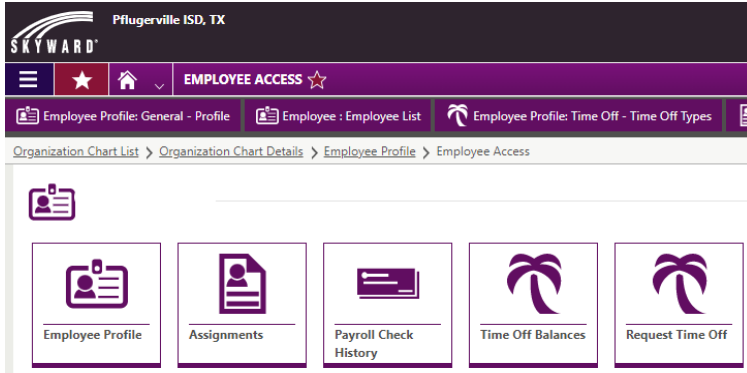 Pflugerville ISD, TX
SKYWARD
EMPLOYEE ACCESS
Employee Profile: General - Profile
Employee : Employee List
Employee Profile: Time Off - Time Off Types
Organization Chart List > Organization Chart Details > Employee Profile > Employee Access
Employee Profile
Assignments
Payroll Check
History
Time Off Balances
Request Time Off